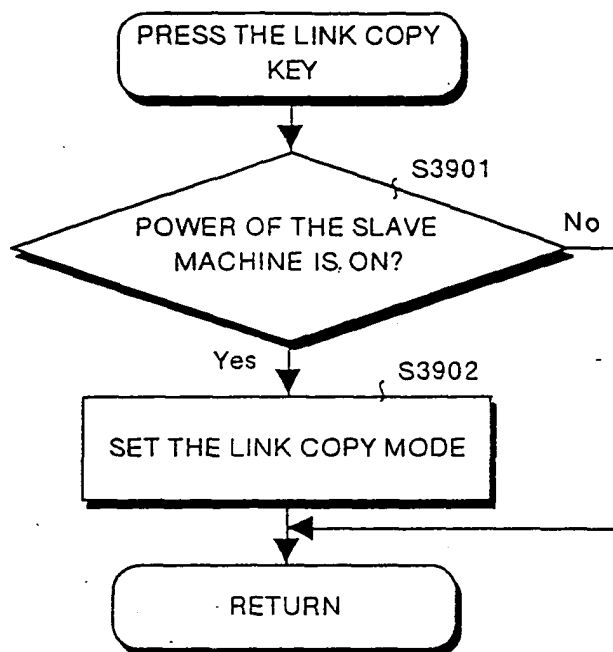 PRESS THE LINK COPY
KEY
S3901
POWER OF THE SLAVE
MACHINE IS ON?
No
Yes
S3902
SET THE LINK COPY MODE
RETURN